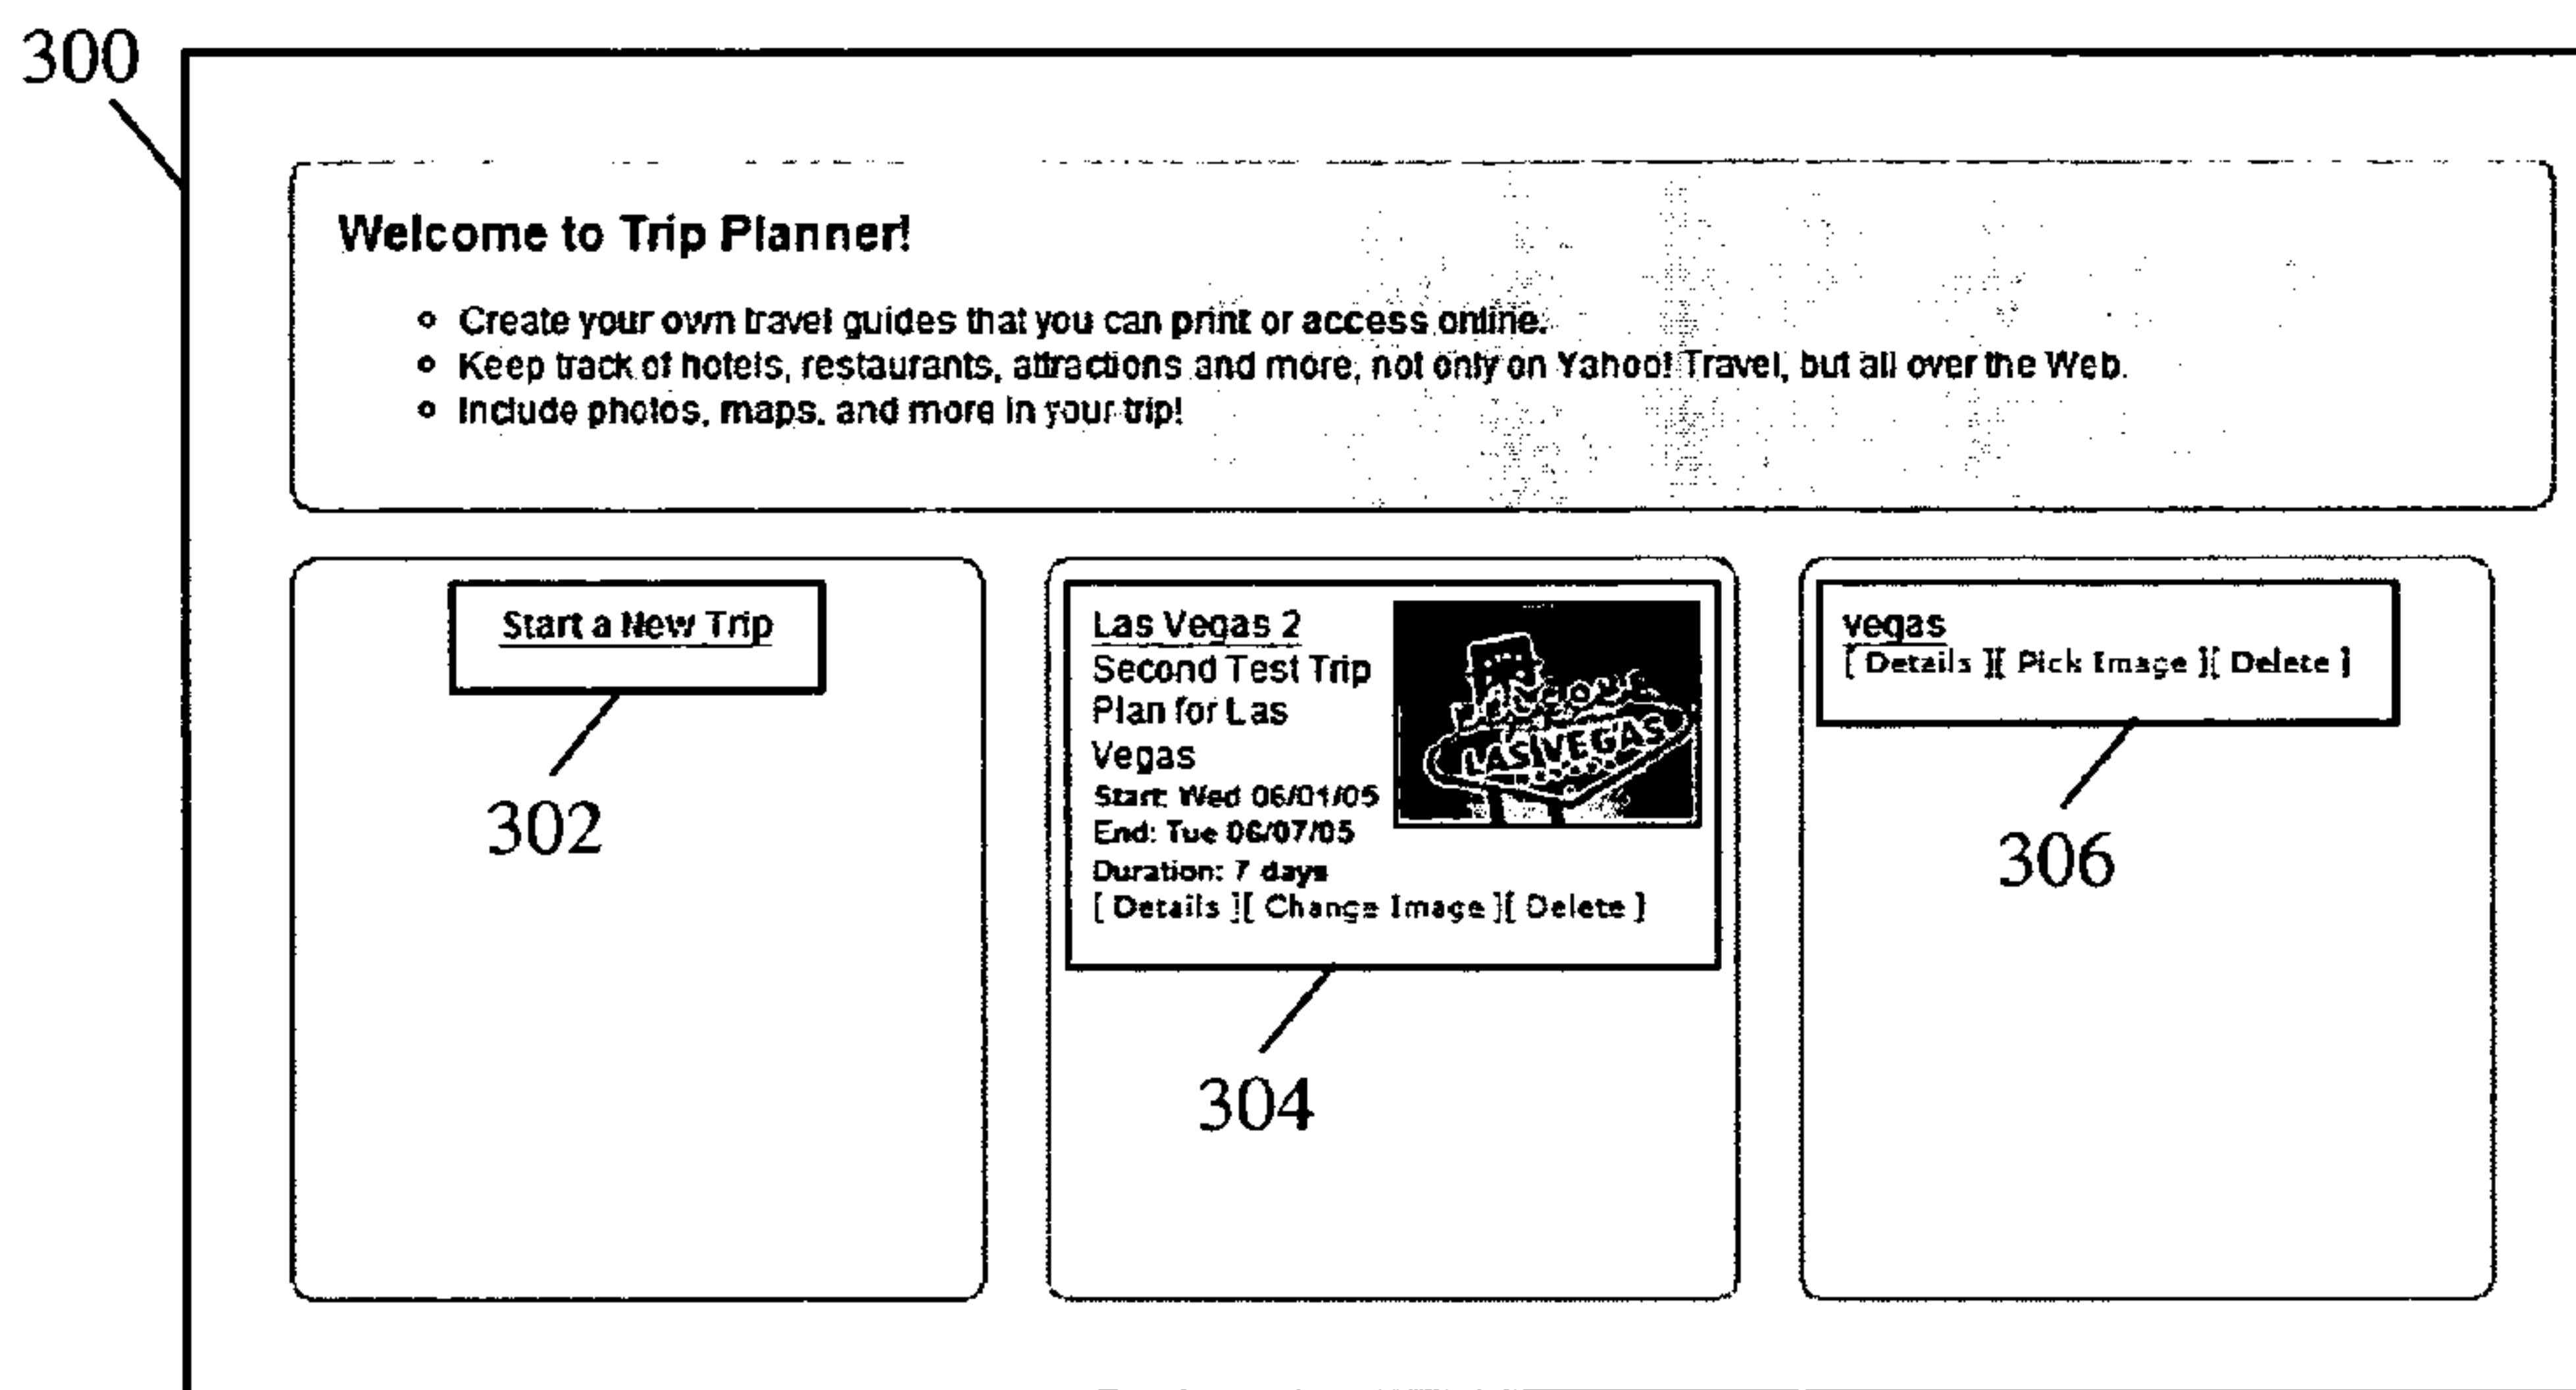 300
Welcome to Trip Planner!
Create your own travel guides that you can print or access online.
Keep track of hotels, restaurants, attractions and more, not only on Yahoo! Travel, but all over the Web.
Include photos, maps, and more in your trip!
Start a New Trip
302
Las Vegas 2
Second Test Trip
Plan for Las
Vegas
Start: Wed 06/01/05
End: Tue 06/07/05
Duration: 7 days
[ Details ][ Change Image ][ Delete ]
LAS VEGAS
304
vegas
[ Details ][ Pick Image ][ Delete ]
306